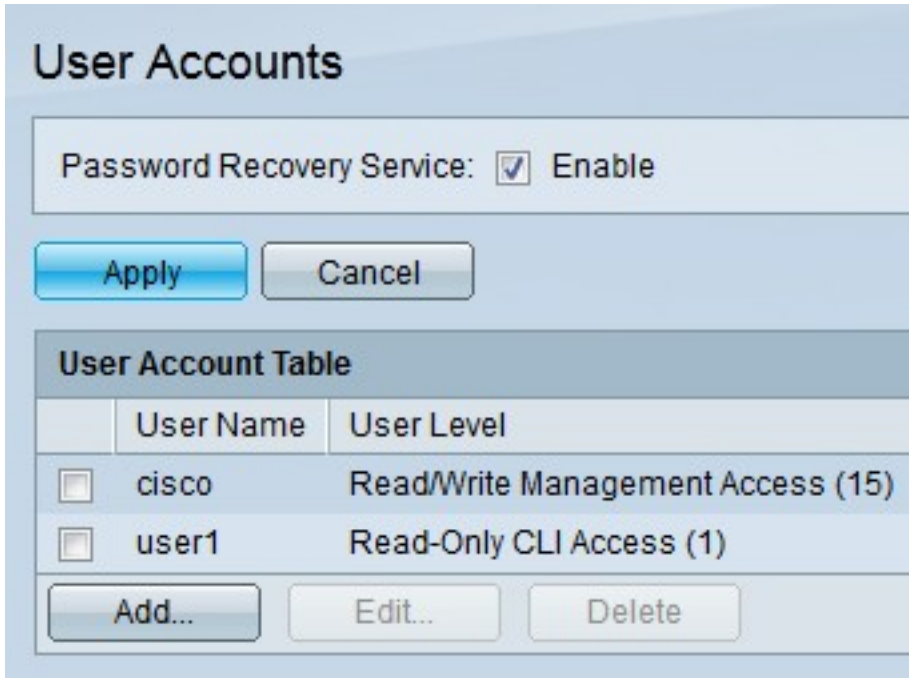 User Accounts
Password Recovery Service: Enable
Apply Cancel
User Account Table
User Name User Level
cisco Read/Write Management Access (15)
user1 Read-Only CLI Access (1)
Add... Edit... Delete